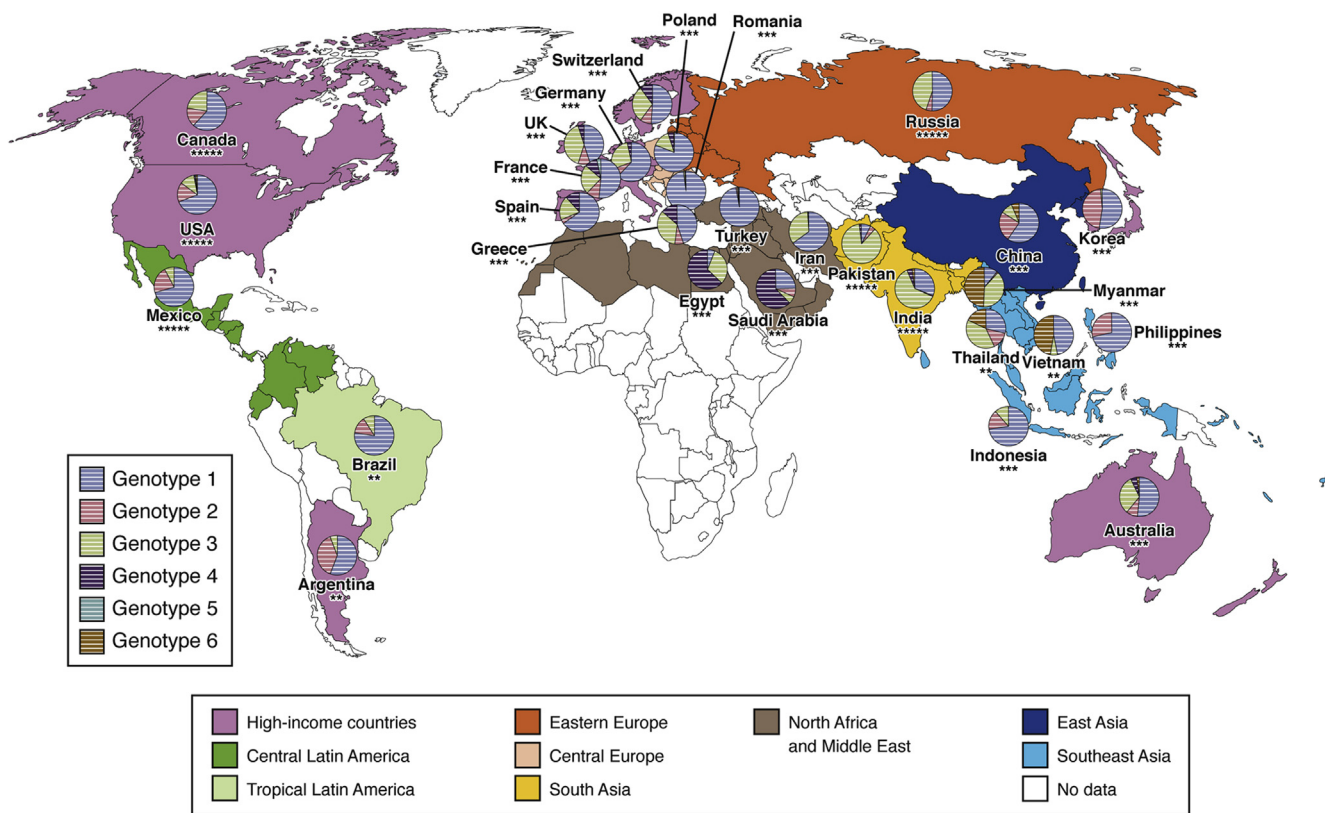 Poland
***
Romania
***
Switzerland
***
Germany
***
UK
***
France
***
Spain
***
Greece
***
Canada
*****
USA
*****
Mexico
*****
Russia
*****
Turkey
***
Iran
***
Pakistan
*****
Egypt
***
Saudi Arabia
***
India
*****
China
***
Korea
***
Myanmar
***
Thailand
**
Vietnam
**
Philippines
***
Indonesia
***
Brazil
**
Argentina
**
Australia
***
Genotype 1
Genotype 2
Genotype 3
Genotype 4
Genotype 5
Genotype 6
High-income countries
Central Latin America
Tropical Latin America
Eastern Europe
Central Europe
South Asia
North Africa
and Middle East
East Asia
Southeast Asia
No data